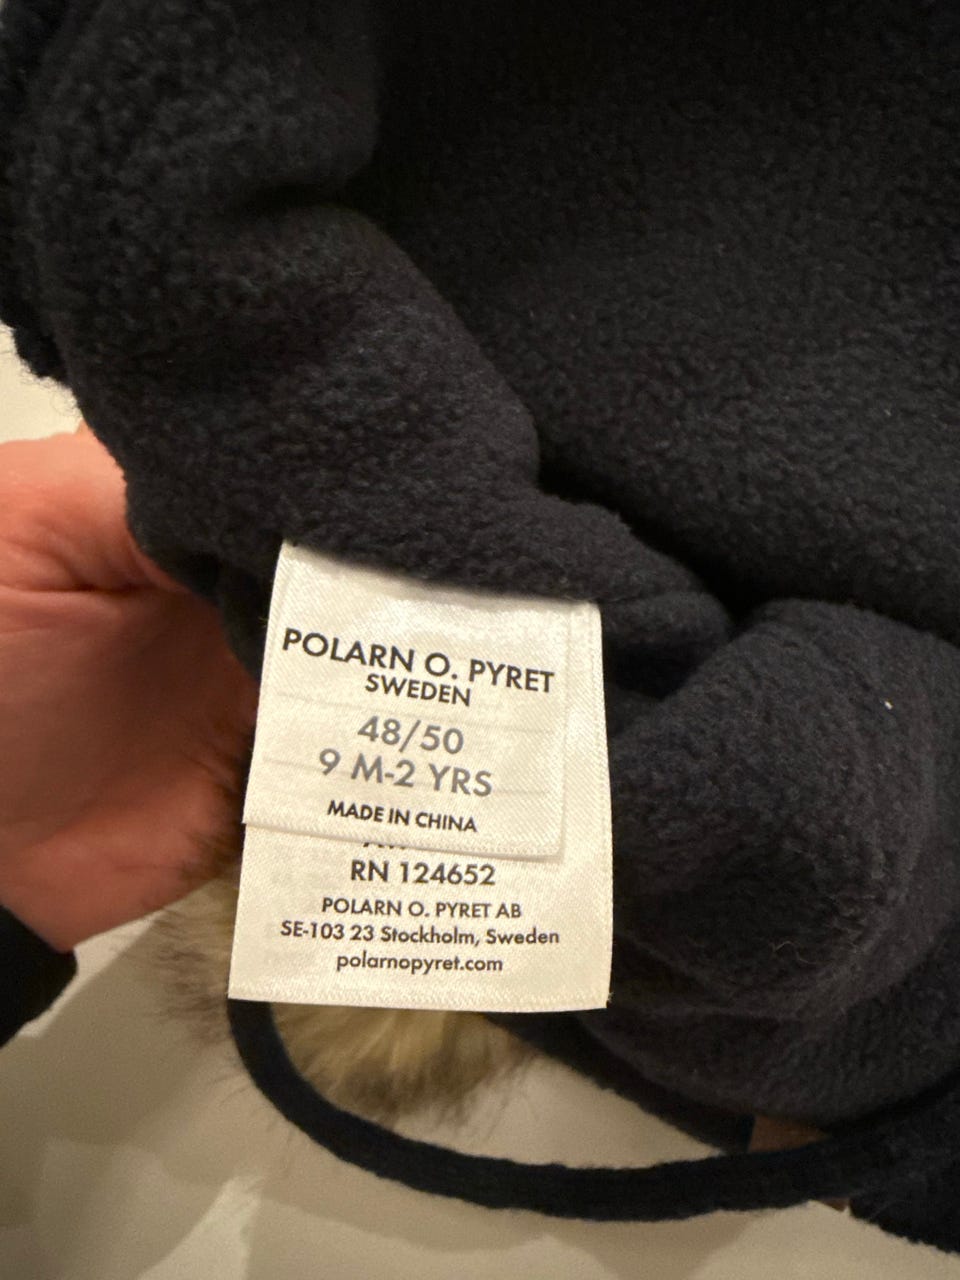 POLARN O. PYRET
SWEDEN
48/50
9 M-2 YRS
MADE IN CHINA
RN 124652
POLARN O. PYRET AB
SE-103 23 Stockholm, Sweden
polarnopyret.com